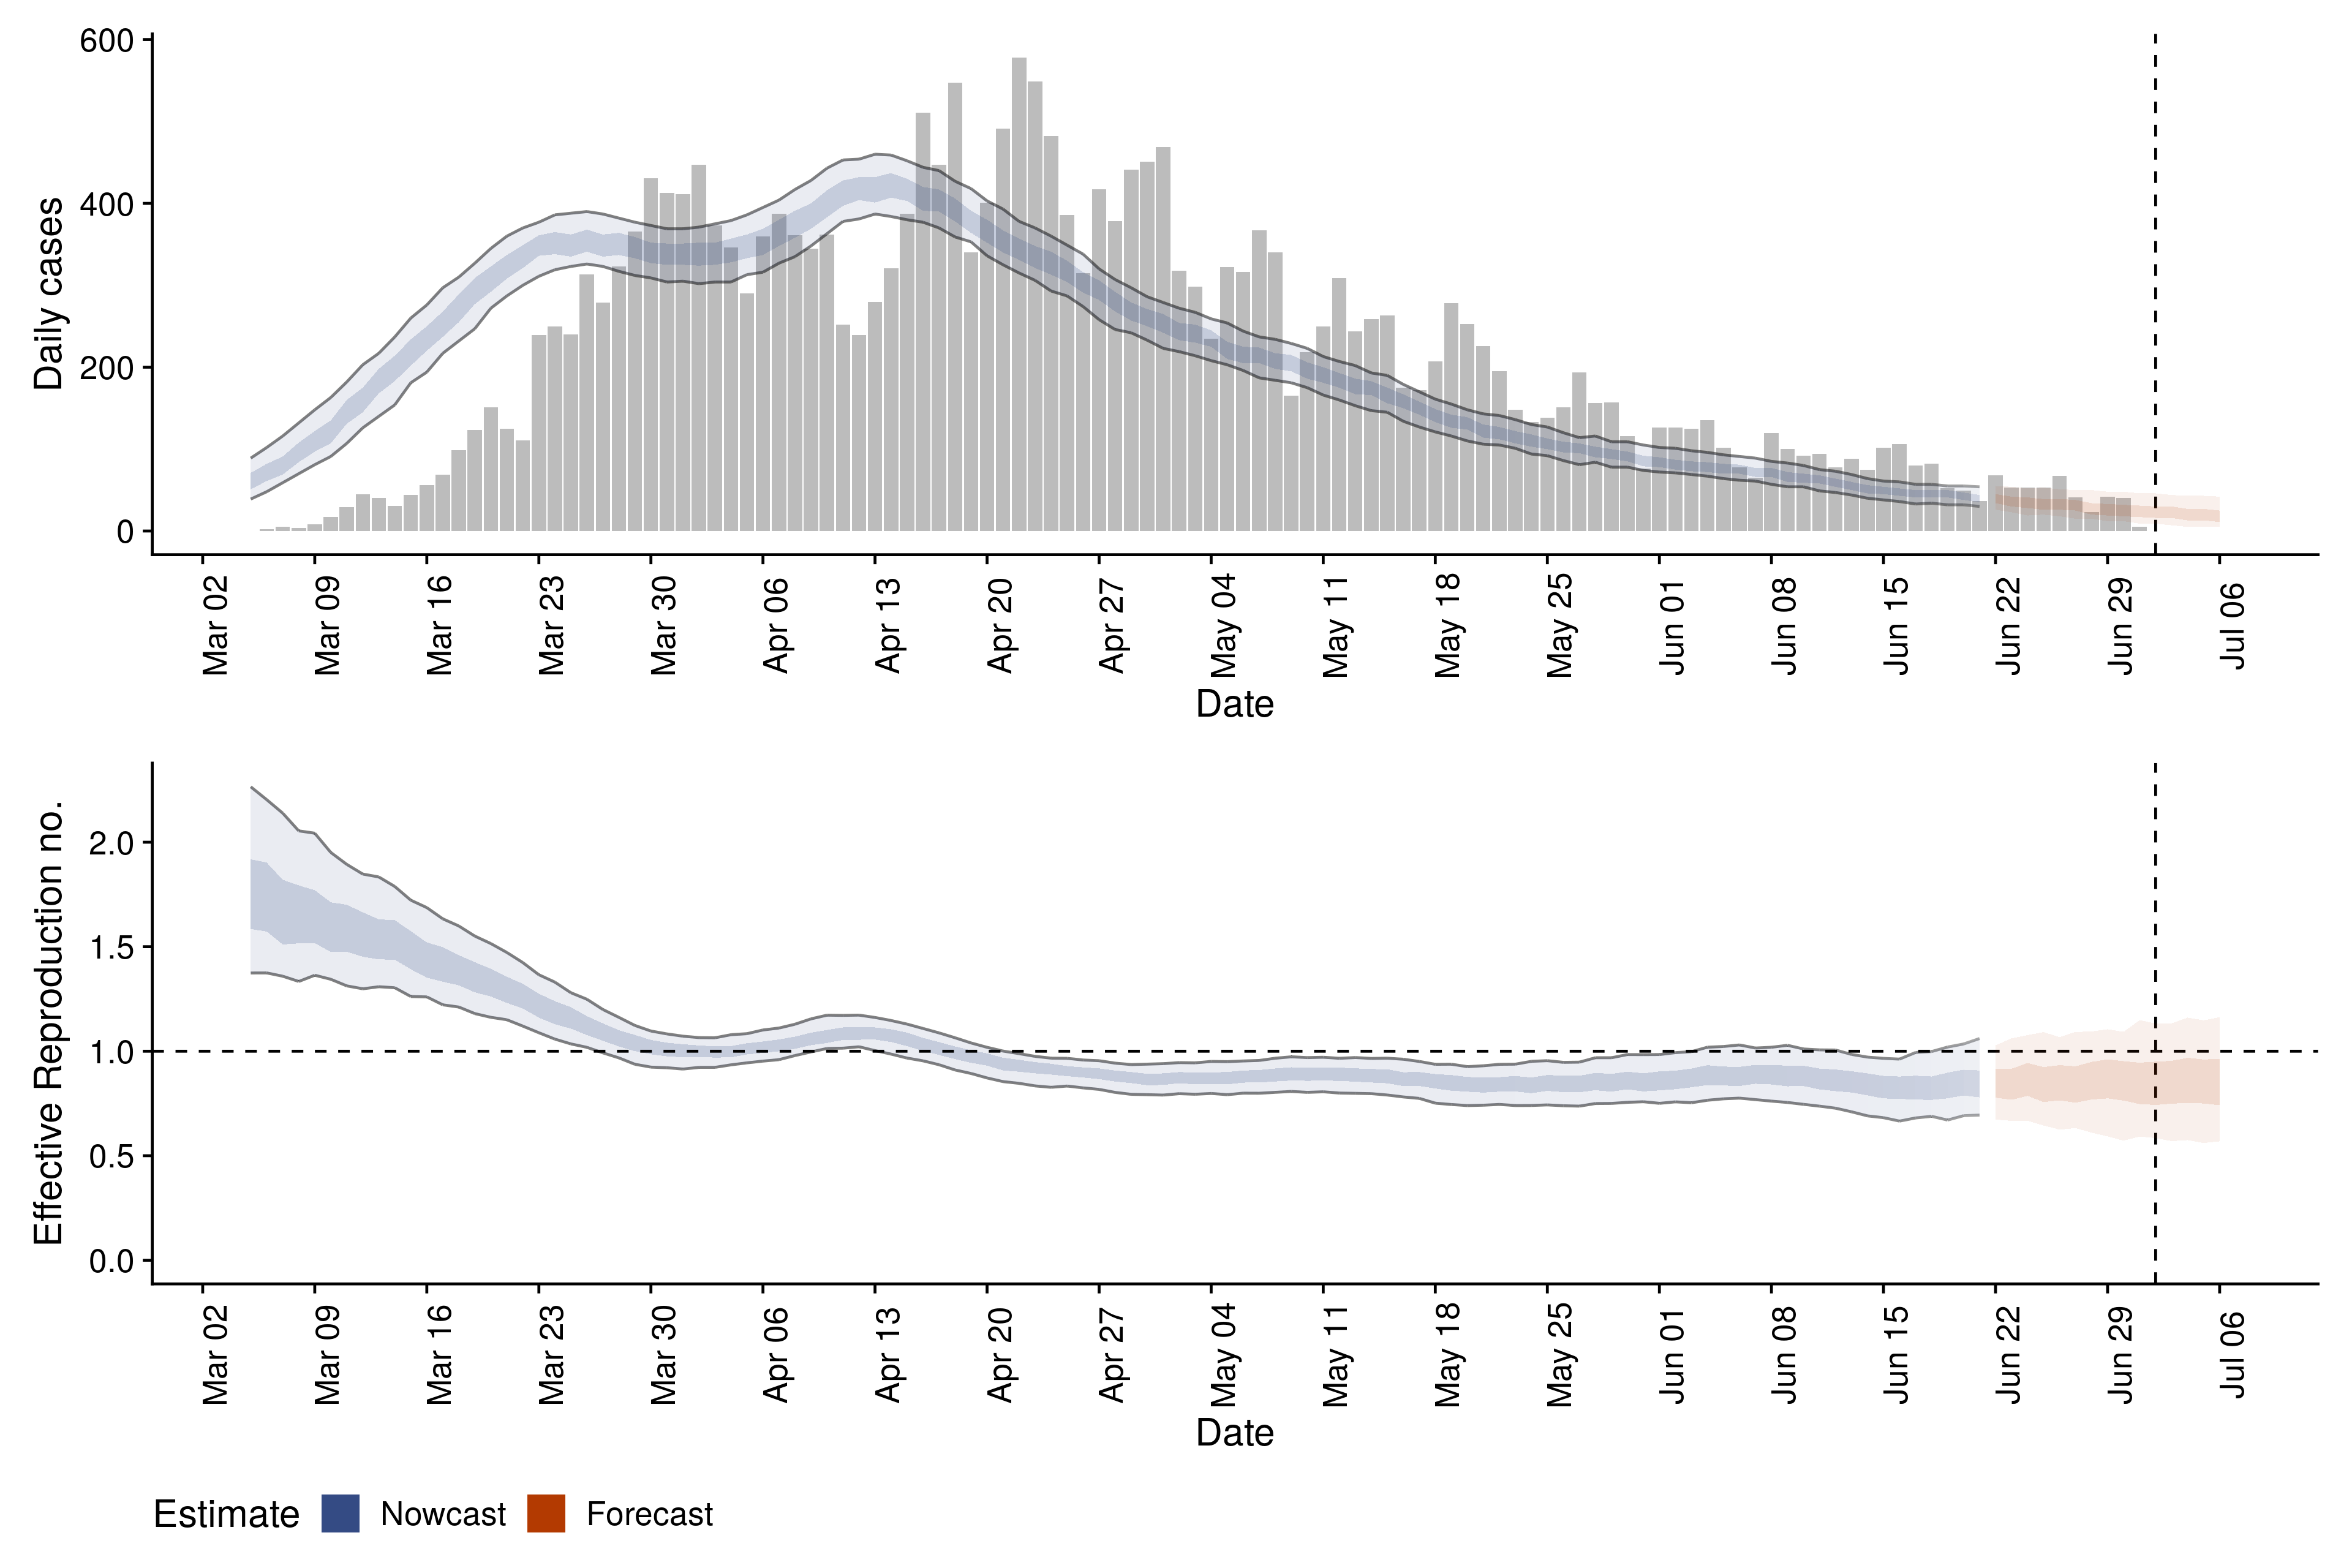 600
400
200
0
Daily cases
Mar 02 Mar 09 Mar 16 Mar 23 Mar 30 Apr 06 Apr 13 Apr 20 Apr 27 May 04 May 11 May 18 May 25 Jun 01 Jun 08 Jun 15 Jun 22 Jun 29 Jul 06
Date
2.0
1.5
1.0
0.5
0.0
Effective Reproduction no.
Mar 02 Mar 09 Mar 16 Mar 23 Mar 30 Apr 06 Apr 13 Apr 20 Apr 27 May 04 May 11 May 18 May 25 Jun 01 Jun 08 Jun 15 Jun 22 Jun 29 Jul 06
Date
Estimate Nowcast Forecast